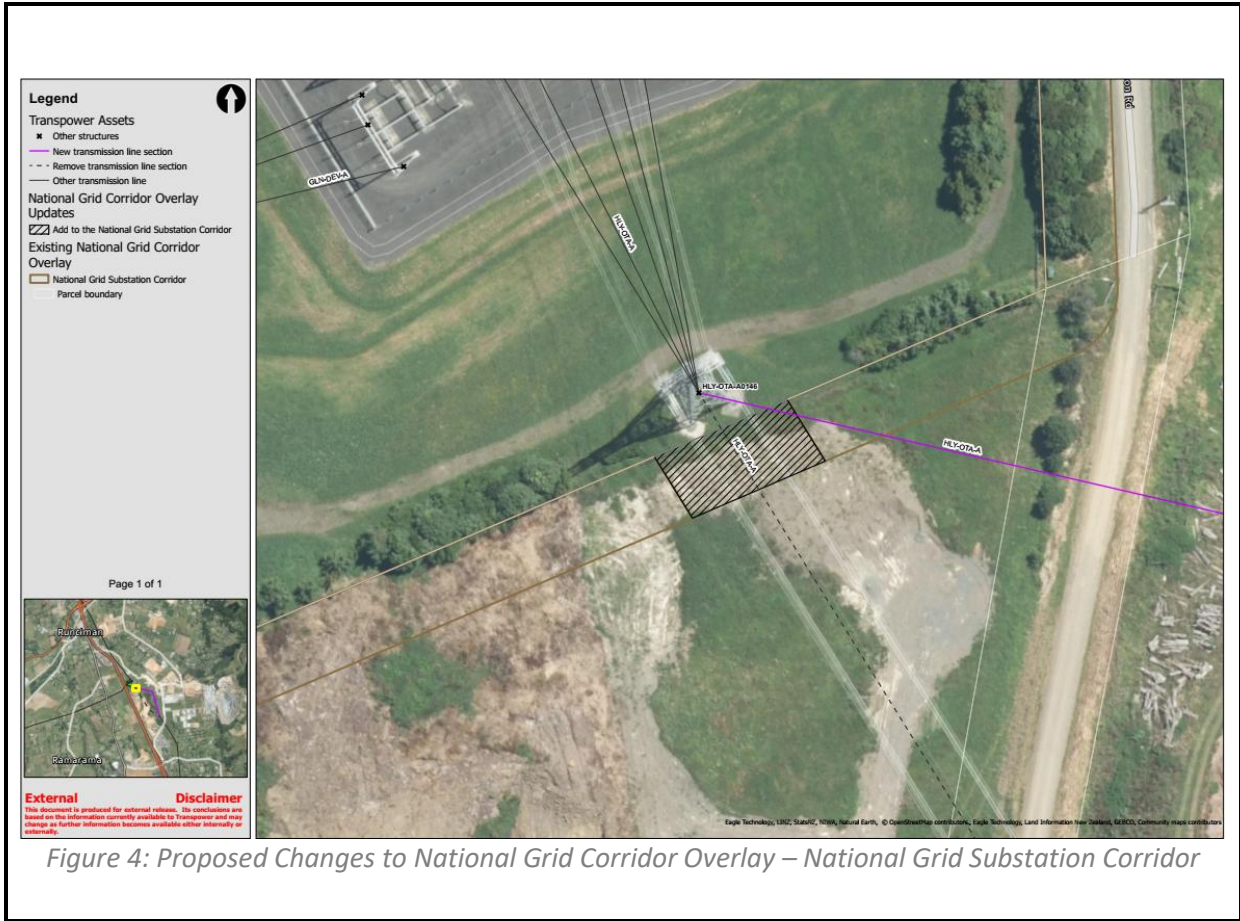 Legend
Transpower Assets
Other structures
New transmission line section
Remove transmission line section
Other transmission line
National Grid Corridor Overlay
Updates
Add to the National Grid Substation Corridor
Existing National Grid Corridor
Overlay
National Grid Substation Corridor
Parcel boundary
Page 1 of 1
Runciman
Ramarama
External Disclaimer
This document is produced for external release. Its conclusions are
based on the information currently available to Transpower and may
change as further information becomes available either internally or
externally.
on Rd
GLN-DEV-A
HLY-OTA-A
HLY-OTA-A0146
HLY-OTA-A
HLY-OTA-A
Eagle Technology, LINZ, StatsNZ, NIWA, Natural Earth, © OpenStreetMap contributors., Eagle Technology, Land Information New Zealand, GEBCO, Community maps contributors
Figure 4: Proposed Changes to National Grid Corridor Overlay – National Grid Substation Corridor